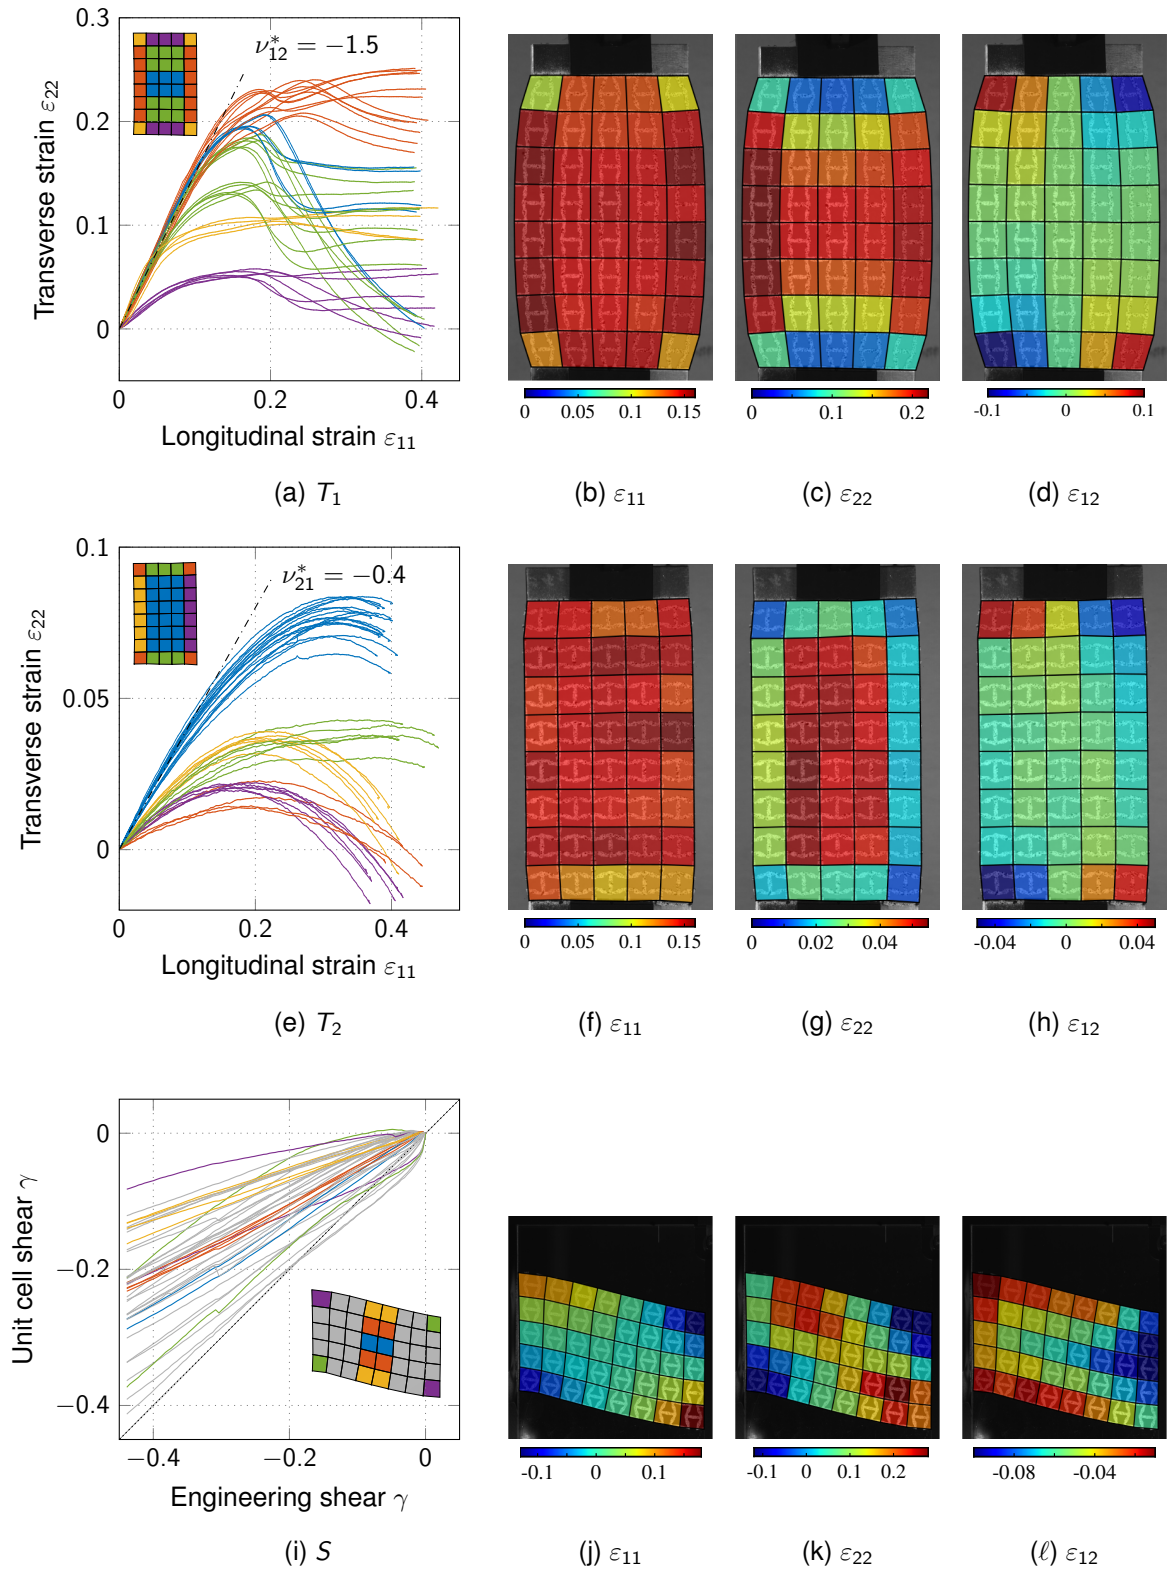 0.3
0.2
0.1
0
0
0.2
0.4
Transverse strain ε22
Longitudinal strain ε11
ν*12 = −1.5
0 0.05 0.1 0.15
0 0.1 0.2
-0.1 0 0.1
(a) T1
(b) ε11
(c) ε22
(d) ε12
0.1
0.05
0
0
0.2
0.4
Transverse strain ε22
Longitudinal strain ε11
ν*21 = −0.4
0 0.05 0.1 0.15
0 0.02 0.04
-0.04 0 0.04
(e) T2
(f) ε11
(g) ε22
(h) ε12
0
−0.2
−0.4
−0.4
−0.2
0
Unit cell shear γ
Engineering shear γ
-0.1 0 0.1
-0.1 0 0.1 0.2
-0.08 -0.04
(i) S
(j) ε11
(k) ε22
(ℓ) ε12